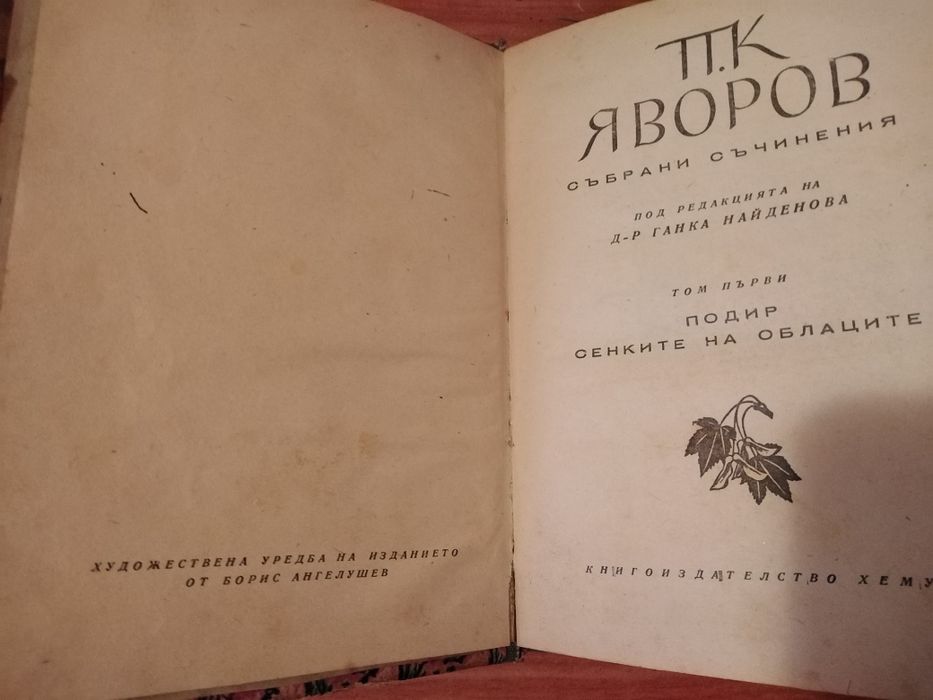 ХУДОЖЕСТВЕНА УРЕДБА НА ИЗДАНИЕТО
ОТ БОРИС АНГЕЛУШЕВ
П.К
ЯВОРОВ
СЪБРАНИ СЪЧИНЕНИЯ
ПОД РЕДАКЦИЯТА НА
Д-Р ГАНКА НАЙДЕНОВА
ТОМ ПЪРВИ
ПОДИР
СЕНКИТЕ НА ОБЛАЦИТЕ
КНИГОИЗДАТЕЛСТВО ХЕМУ